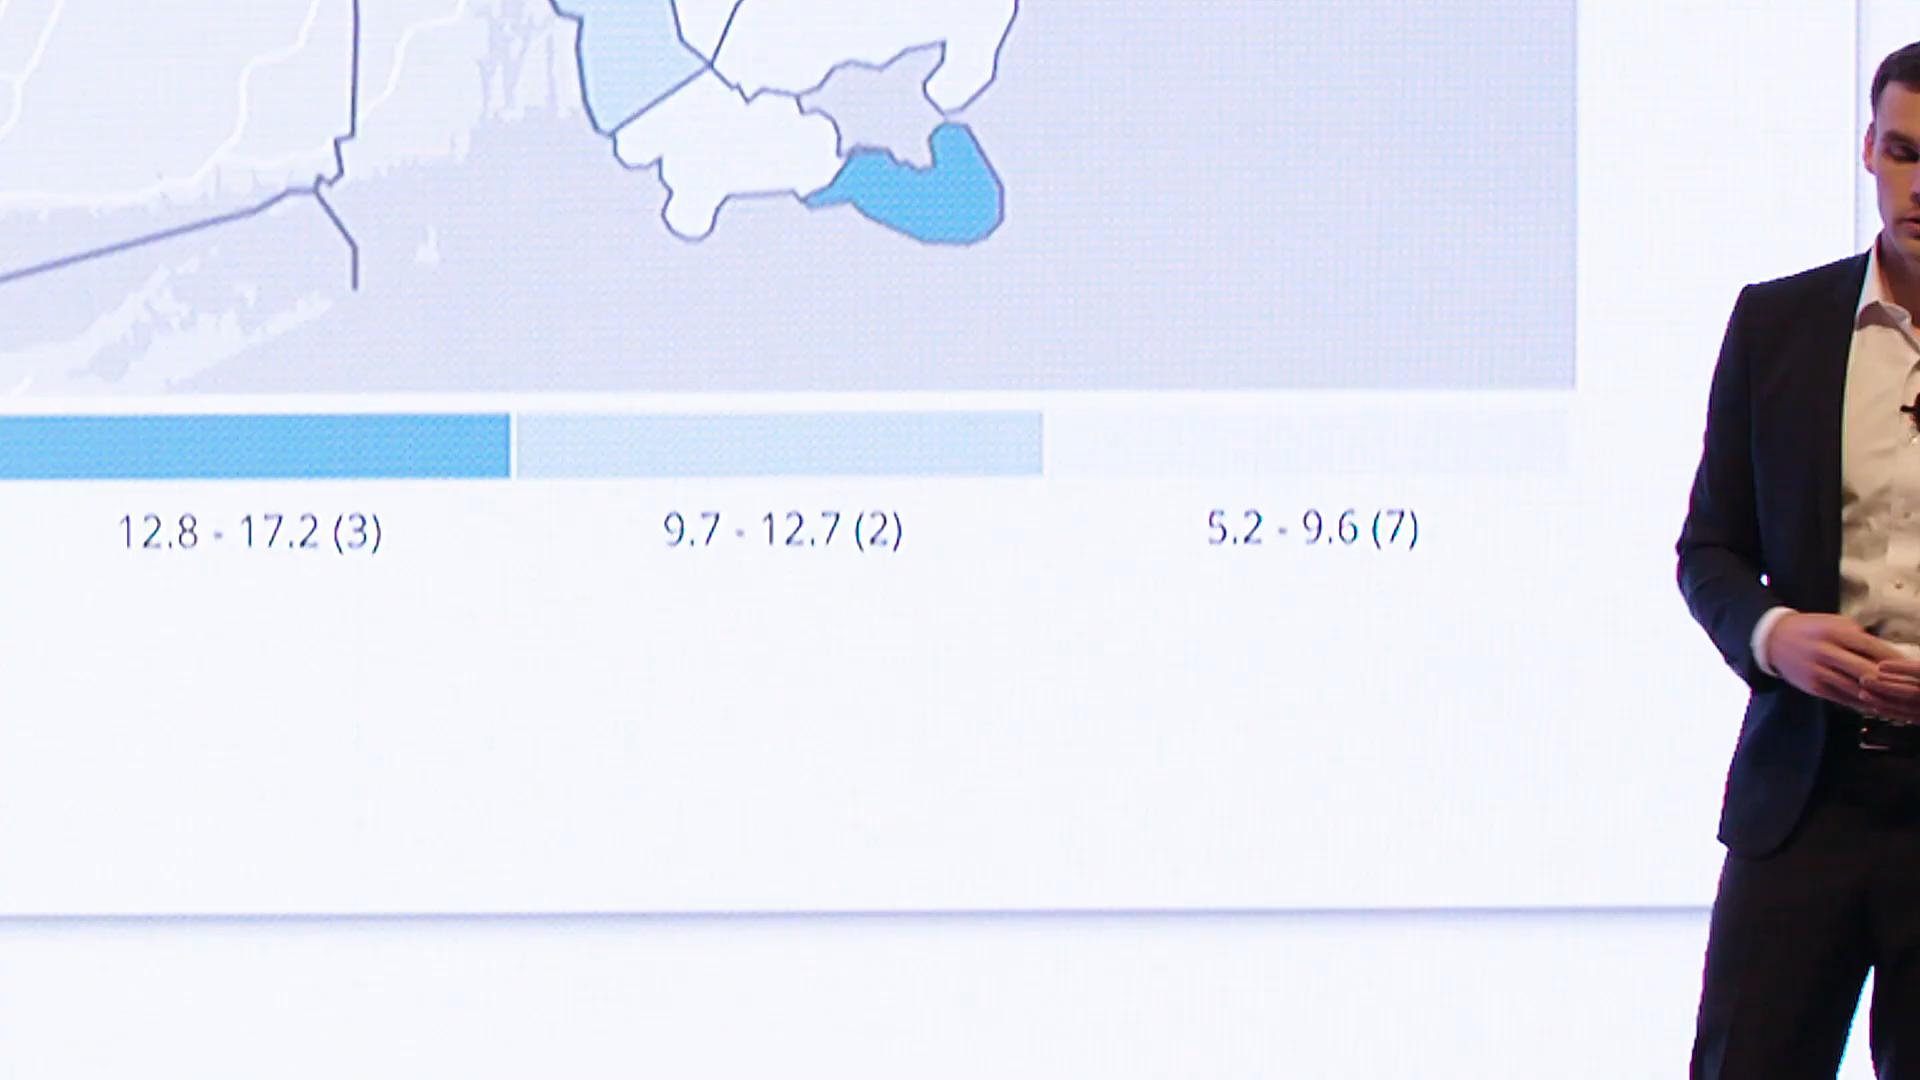 12.8 - 17.2 (3)
9.7 - 12.7 (2)
5.2 - 9.6 (7)